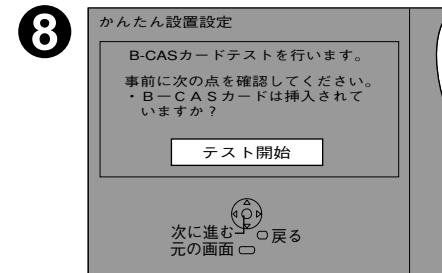 8
かんたん設置設定
B-CASカードテストを行います。
事前に次の点を確認してください。
・B－CASカードは挿入されて
いますか？
テスト開始
次に進む
戻る
元の画面